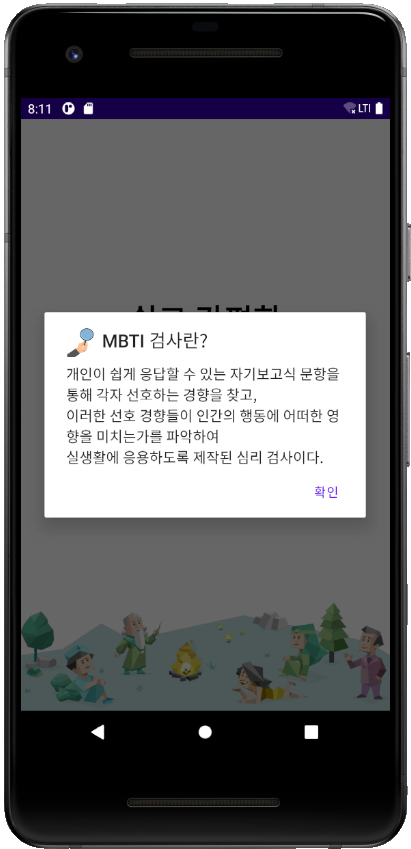 8:11
LTE
MBTI 검사란?
개인이 쉽게 응답할 수 있는 자기보고식 문항을
통해 각자 선호하는 경향을 찾고,
이러한 선호 경향들이 인간의 행동에 어떠한 영
향을 미치는가를 파악하여
실생활에 응용하도록 제작된 심리 검사이다.
확인